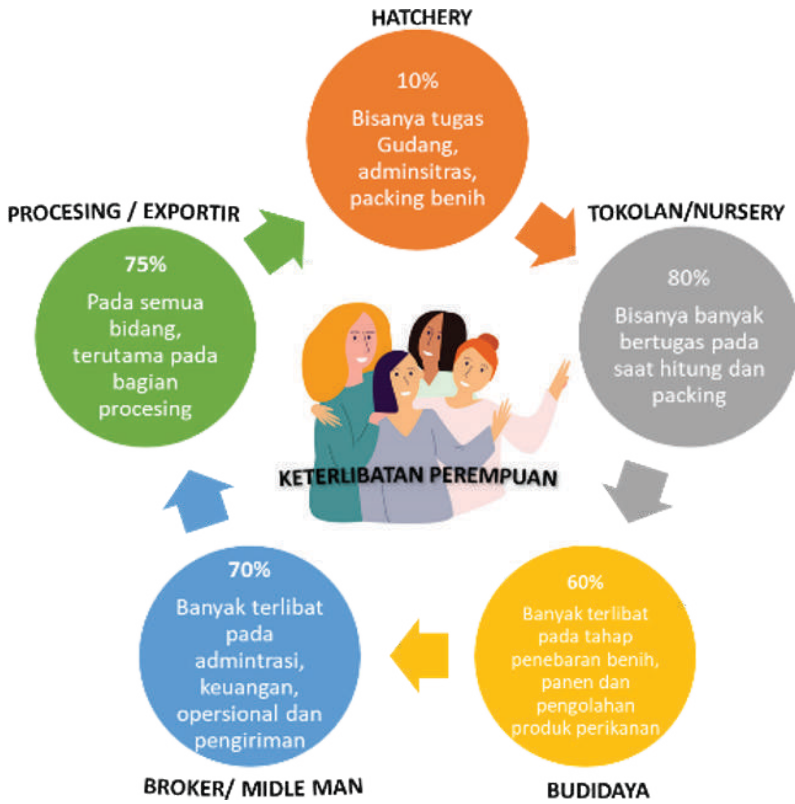 HATCHERY
10%
Bisanya tugas
Gudang,
adminsitras,
packing benih
TOKOLAN/NURSERY
80%
Bisanya banyak
bertugas pada
saat hitung dan
packing
60%
Banyak terlibat
pada tahap
penebaran benih,
panen dan
pengolahan
produk perikanan
BUDIDAYA
70%
Banyak terlibat
pada
admintrasi,
keuangan,
opersional dan
pengiriman
BROKER/ MIDLE MAN
PROCESING / EXPORTIR
75%
Pada semua
bidang,
terutama pada
bagian
procesing
KETERLIBATAN PEREMPUAN